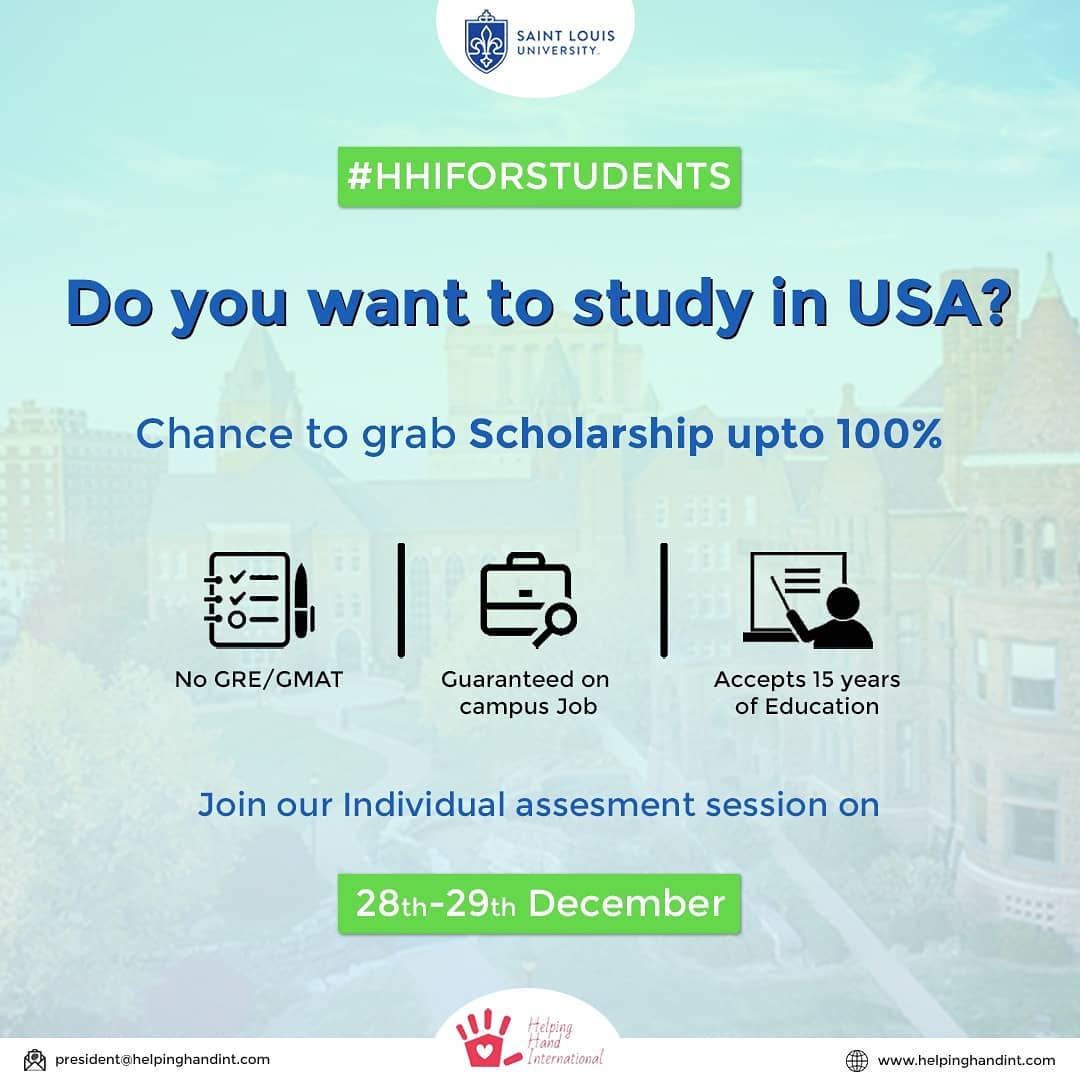 SAINT LOUIS
UNIVERSITY™
#HHIFORSTUDENTS
Do you want to study in USA?
Chance to grab Scholarship upto 100%
No GRE/GMAT
Guaranteed on
campus Job
Accepts 15 years
of Education
Join our Individual assesment session on
28th-29th December
Helping
Hand
International
president@helpinghandint.com
www.helpinghandint.com